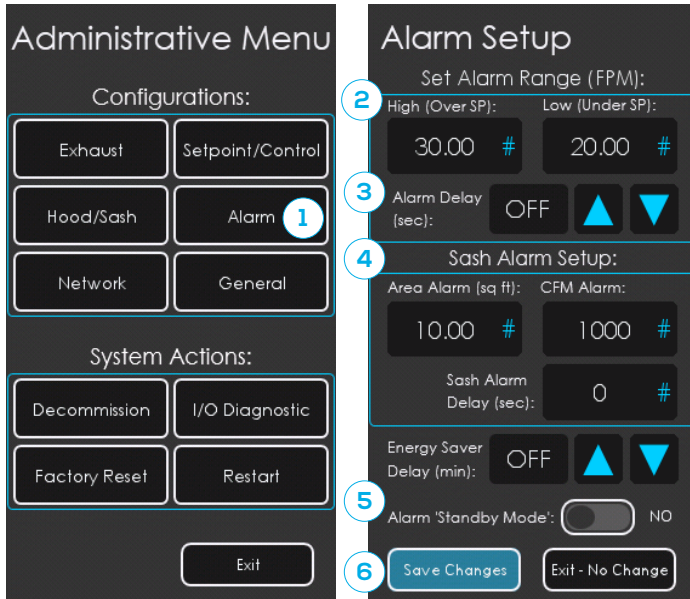 Administrative Menu
Configurations:
Exhaust
Setpoint/Control
Hood/Sash
Alarm
1
Network
General
System Actions:
Decommission
I/O Diagnostic
Factory Reset
Restart
Exit
Alarm Setup
Set Alarm Range (FPM):
2
High (Over SP):
Low (Under SP):
30.00 #
20.00 #
3
Alarm Delay
(sec):
OFF
4
Sash Alarm Setup:
Area Alarm (sq ft):
CFM Alarm:
10.00 #
1000 #
Sash Alarm
Delay (sec):
0 #
Energy Saver
Delay (min):
OFF
5
Alarm 'Standby Mode':
NO
6
Save Changes
Exit - No Change